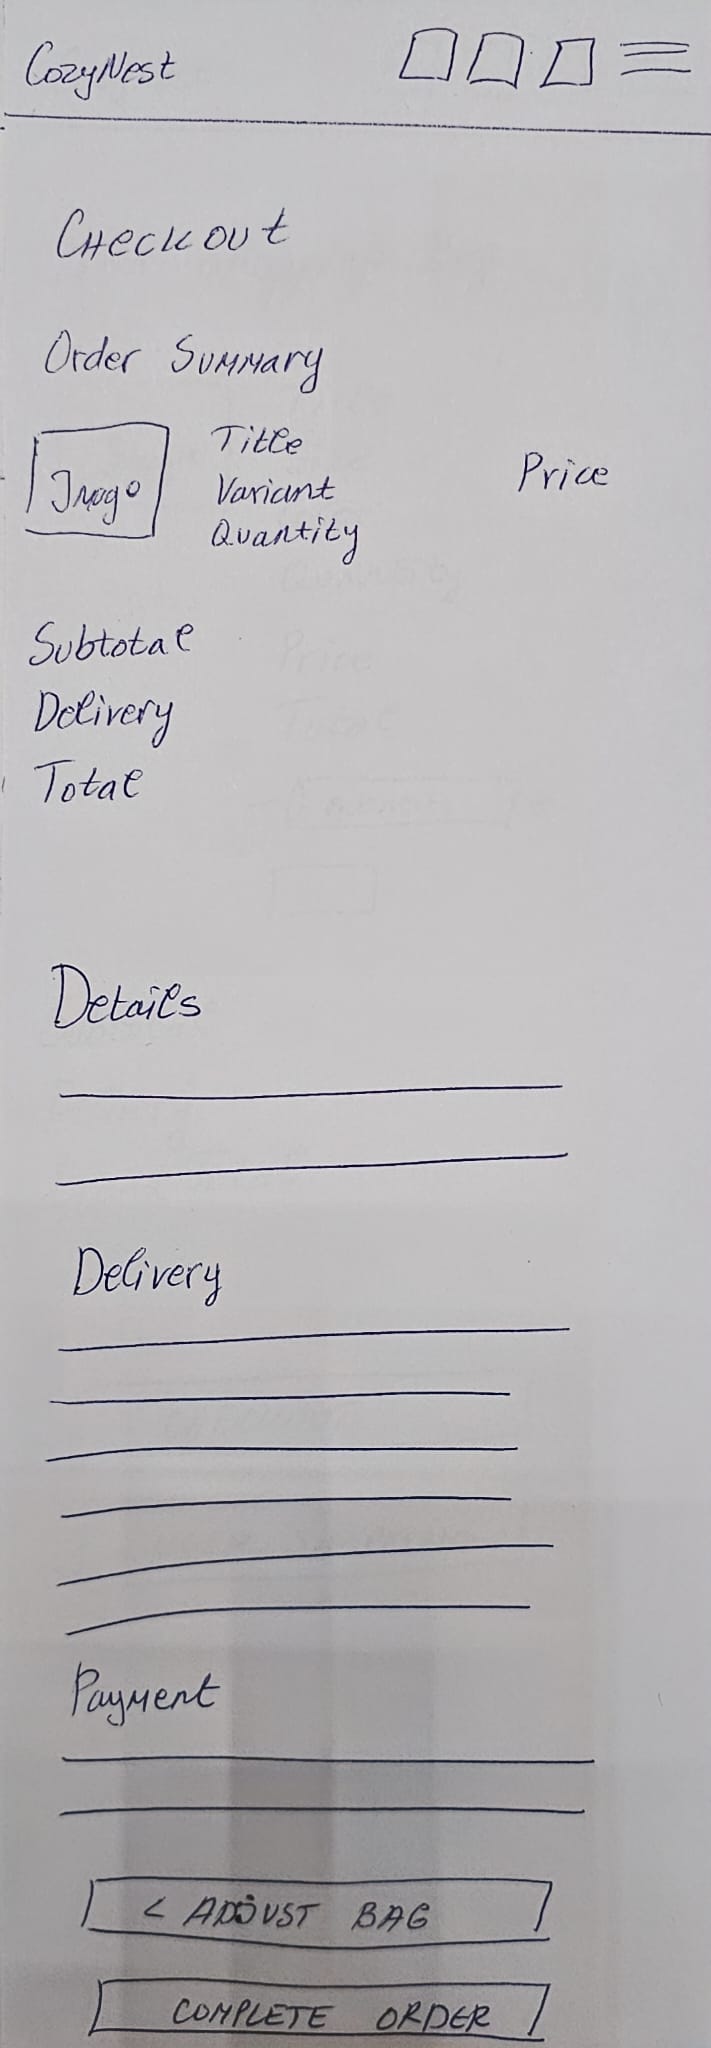 CozyNest
Checkout
Order Summary
Image
Title
Variant
Quantity
Price
Subtotal
Delivery
Total
Details
Delivery
Payment
< ADJUST BAG
COMPLETE ORDER